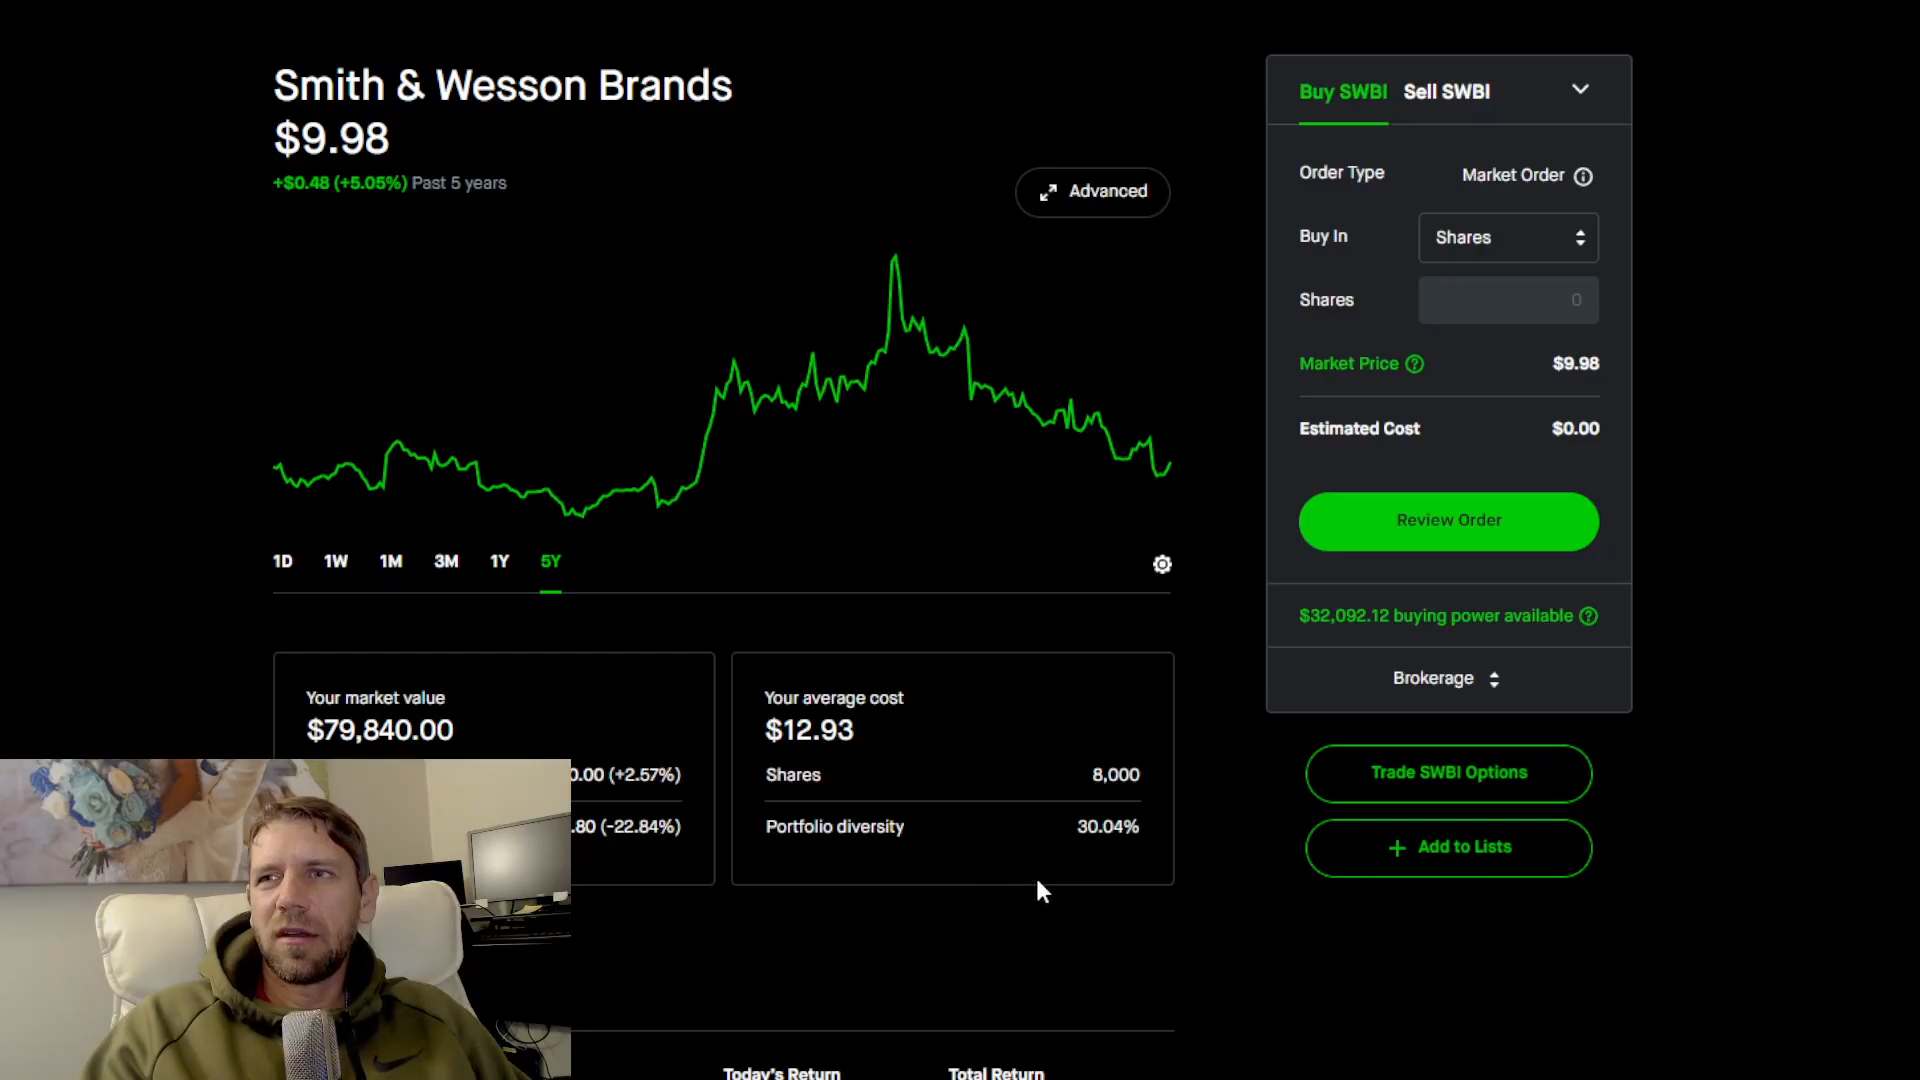 Smith & Wesson Brands
$9.98
+$0.48 (+5.05%) Past 5 years
Advanced
1D 1W 1M 3M 1Y 5Y
Your market value
$79,840.00
0.00 (+2.57%)
.80 (-22.84%)
Your average cost
$12.93
Shares 8,000
Portfolio diversity 30.04%
Today's Return Total Return
Buy SWBI Sell SWBI
Order Type Market Order
Buy In Shares
Shares 0
Market Price $9.98
Estimated Cost $0.00
Review Order
$32,092.12 buying power available
Brokerage
Trade SWBI Options
+ Add to Lists